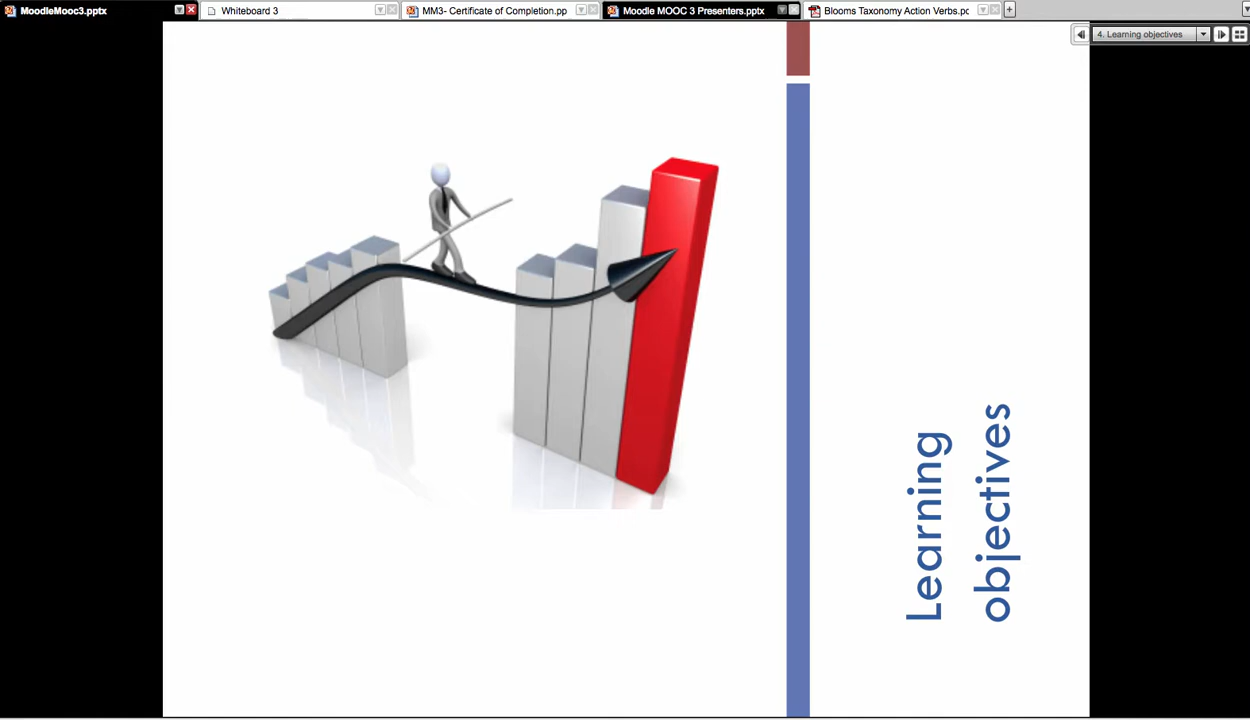 MoodleMooc3.pptx
Whiteboard 3
MM3- Certificate of Completion.pp
Moodle MOOC 3 Presenters.pptx
Blooms Taxonomy Action Verbs.pc
4. Learning objectives
Learning
objectives